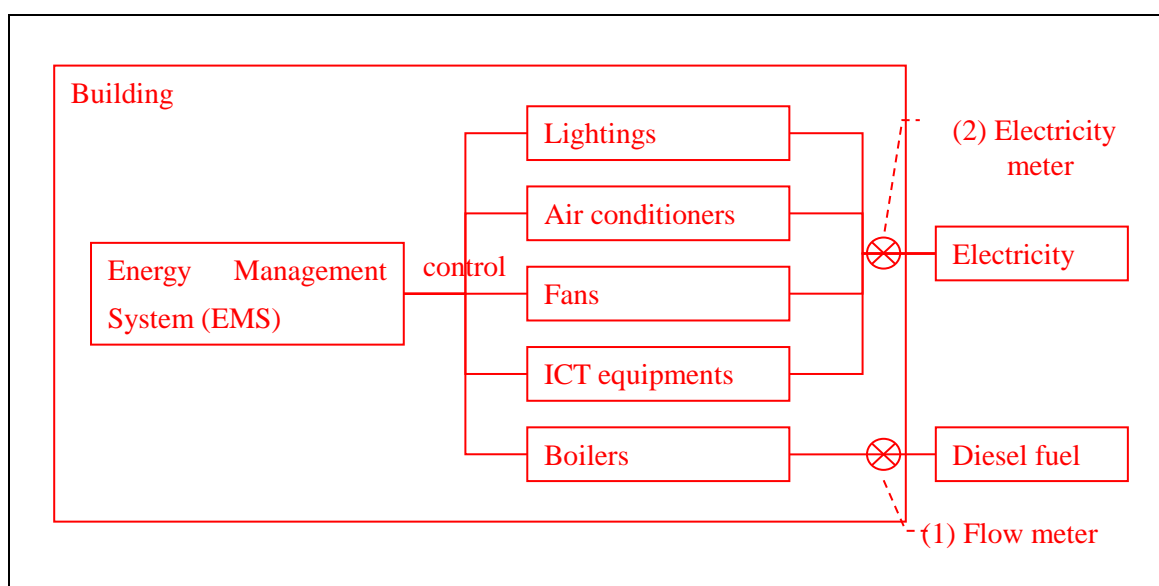 Building
Lightings
(2) Electricity
meter
Air conditioners
Energy Management
System (EMS)
control
Electricity
Fans
ICT equipments
Boilers
Diesel fuel
(1) Flow meter